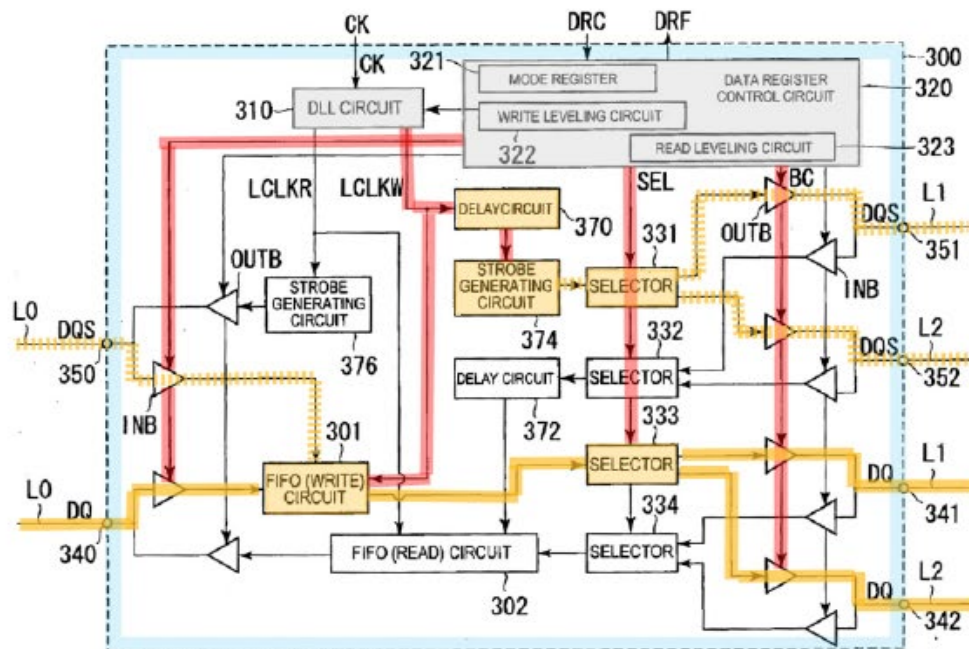 CK DRC DRF
CK 321 MODE REGISTER DATA REGISTER CONTROL CIRCUIT 300
310 DLL CIRCUIT WRITE LEVELING CIRCUIT 320
322 READ LEVELING CIRCUIT 323
LCLKR LCLKW SEL BC L1
DELAY CIRCUIT DQS
370 331 OUTB 351
OUTB STROBE GENERATING CIRCUIT STROBE GENERATING CIRCUIT SELECTOR INB
L0 DQS 374 332 L2
350 376 DELAY CIRCUIT SELECTOR DQS 352
INB 301 372 333
L0 FIFO (WRITE) CIRCUIT SELECTOR L1
DQ DQ
340 334 341
FIFO (READ) CIRCUIT SELECTOR L2
302 DQ 342